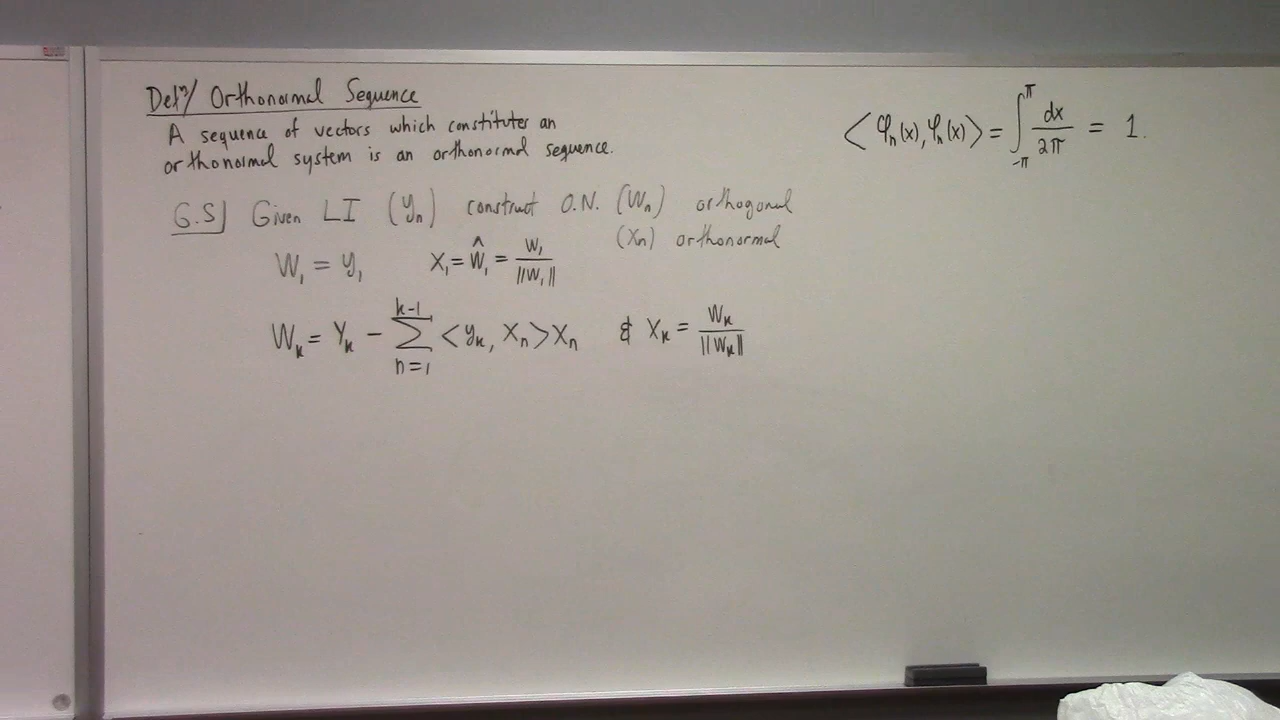 Defⁿ/ Orthonormal Sequence
A sequence of vectors which constitutes an
orthonormal system is an orthonormal sequence.
G.S] Given LI (yₙ) construct O.N. (Wₙ) orthogonal
(Xₙ) orthonormal
W₁ = y₁ X₁ = Ŵ₁ = W₁/||W₁||
Wₖ = Yₖ - ∑_{n=1}^{k-1} <yₖ, Xₙ>Xₙ & Xₖ = Wₖ/||Wₖ||
<φₙ(x), φₙ(x)> = ∫_{-π}^{π} dx/2π = 1.